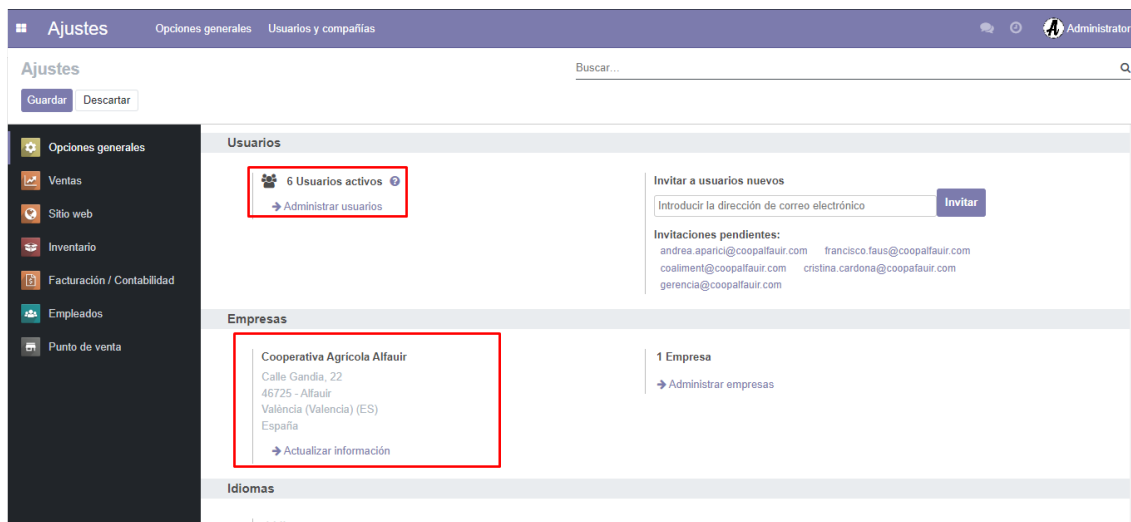 Ajustes Opciones generales Usuarios y compañías Administrator
Ajustes
Buscar...
Guardar Descartar
Opciones generales
Ventas
Sitio web
Inventario
Facturación / Contabilidad
Empleados
Punto de venta
Usuarios
6 Usuarios activos
Administrar usuarios
Invitar a usuarios nuevos
Introducir la dirección de correo electrónico Invitar
Invitaciones pendientes:
andrea.aparici@coopalfauir.com francisco.faus@coopalfauir.com
coaliment@coopalfauir.com cristina.cardona@coopafauir.com
gerencia@coopalfauir.com
Empresas
Cooperativa Agricola Alfauir
Calle Gandia, 22
46725 - Alfauir
València (Valencia) (ES)
España
Actualizar información
1 Empresa
Administrar empresas
Idiomas